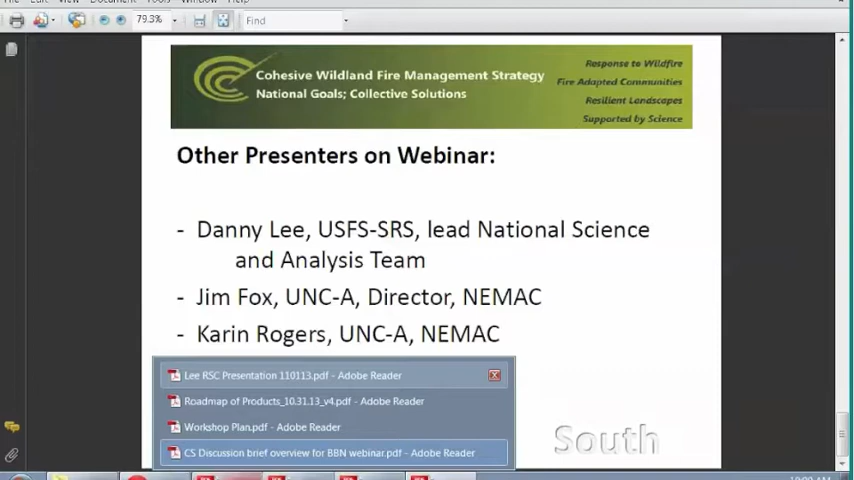 79.3%
Find
Cohesive Wildland Fire Management Strategy
National Goals; Collective Solutions
Response to Wildfire
Fire Adapted Communities
Resilient Landscapes
Supported by Science
Other Presenters on Webinar:
- Danny Lee, USFS-SRS, lead National Science
and Analysis Team
- Jim Fox, UNC-A, Director, NEMAC
- Karin Rogers, UNC-A, NEMAC
Lee RSC Presentation 110113.pdf - Adobe Reader
Roadmap of Products_10.31.13_v4.pdf - Adobe Reader
Workshop Plan.pdf - Adobe Reader
CS Discussion brief overview for BBN webinar.pdf - Adobe Reader
South